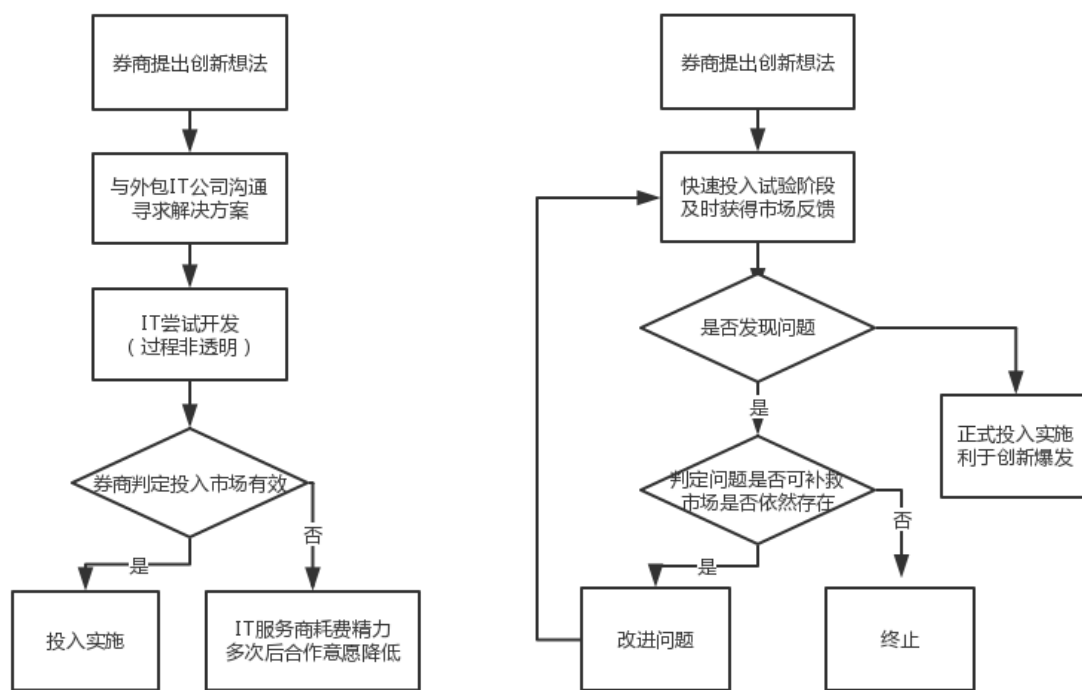 券商提出创新想法
与外包IT公司沟通
寻求解决方案
IT尝试开发
（过程非透明）
券商判定投入市场有效
是
否
投入实施
IT服务商耗费精力
多次后合作意愿降低
券商提出创新想法
快速投入试验阶段
及时获得市场反馈
是否发现问题
是
正式投入实施
利于创新爆发
判定问题是否可补救
市场是否依然存在
是
否
改进问题
终止